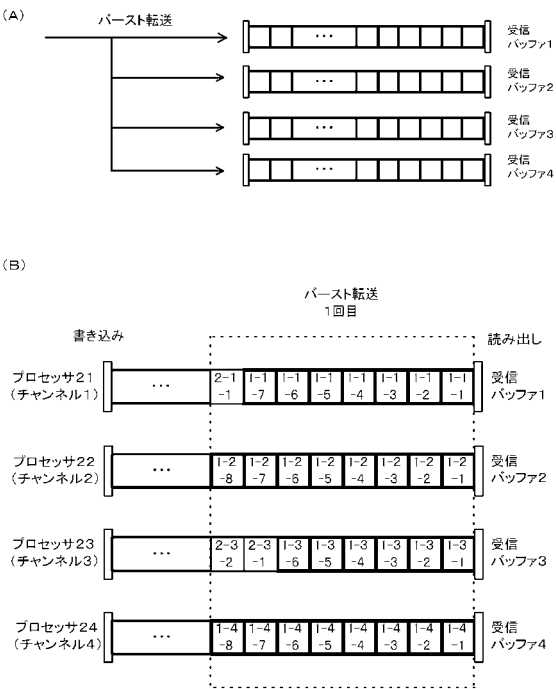 (A)
バースト転送
受信
バッファ1
・・・
受信
バッファ2
・・・
受信
バッファ3
・・・
受信
バッファ4
・・・
(B)
バースト転送
1回目
書き込み
読み出し
プロセッサ21
(チャンネル1)
・・・
2-1 1-1 1-1 1-1 1-1 1-1 1-1 1-1
-1 -7 -6 -5 -4 -3 -2 -1
受信
バッファ1
プロセッサ22
(チャンネル2)
・・・
1-2 1-2 1-2 1-2 1-2 1-2 1-2 1-2
-8 -7 -6 -5 -4 -3 -2 -1
受信
バッファ2
プロセッサ23
(チャンネル3)
・・・
2-3 2-3 1-3 1-3 1-3 1-3 1-3 1-3
-2 -1 -6 -5 -4 -3 -2 -1
受信
バッファ3
プロセッサ24
(チャンネル4)
・・・
1-4 1-4 1-4 1-4 1-4 1-4 1-4 1-4
-8 -7 -6 -5 -4 -3 -2 -1
受信
バッファ4